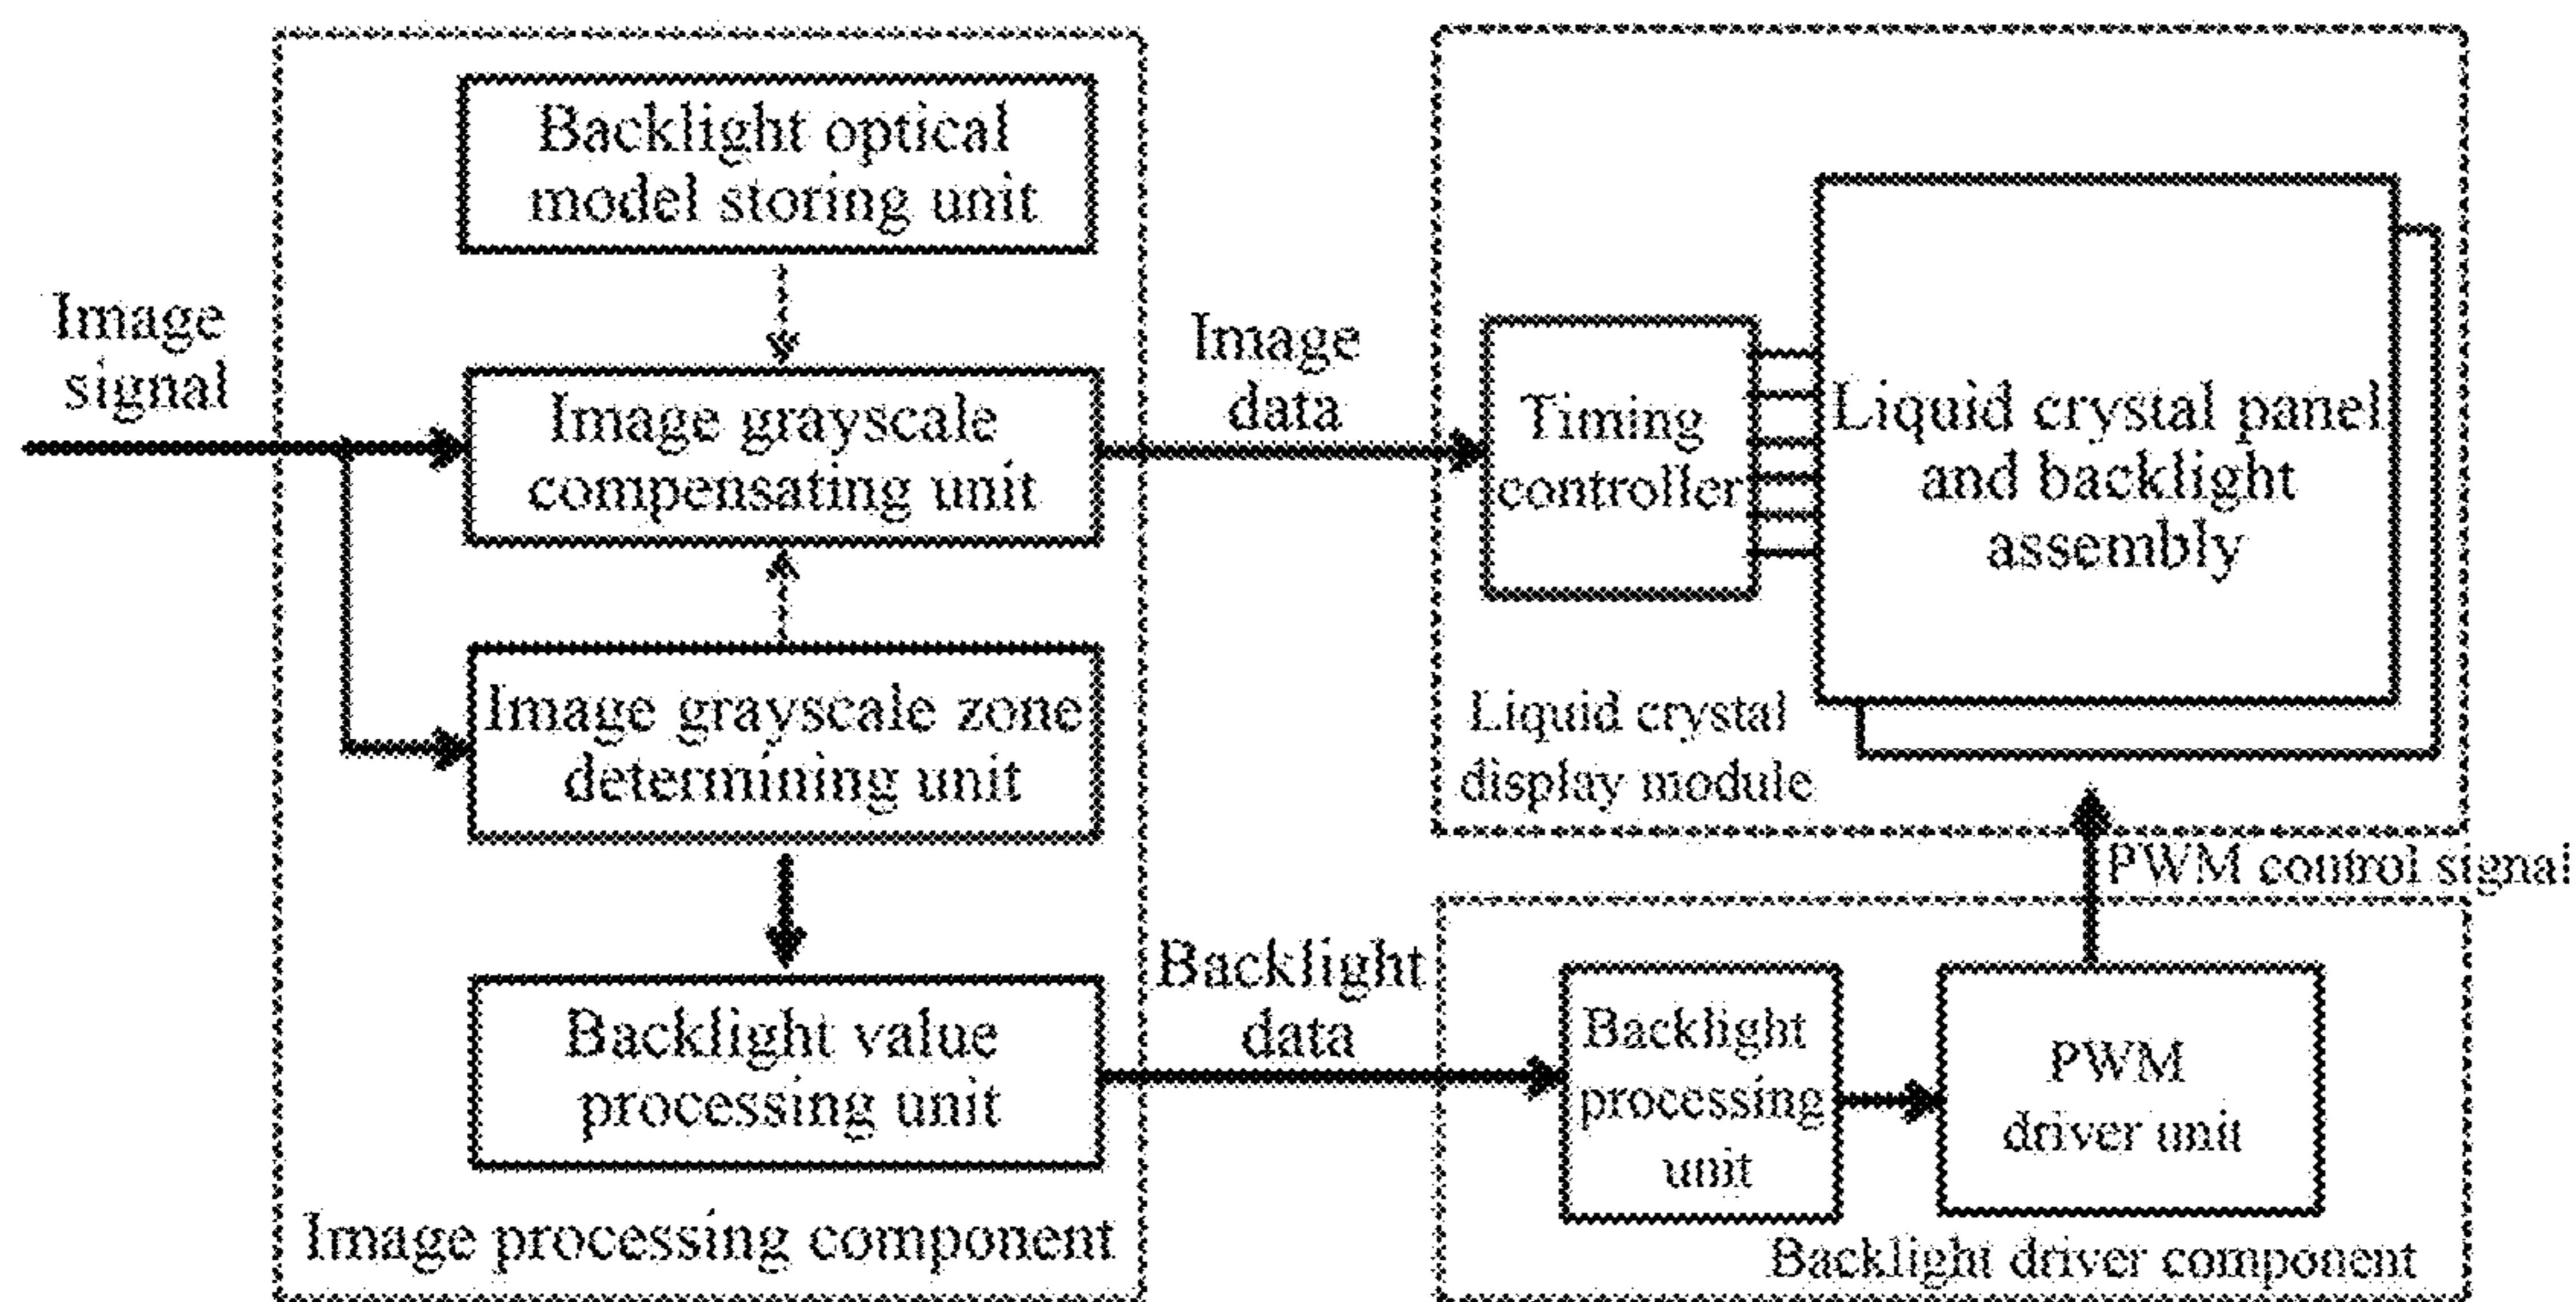 Image
signal
Backlight optical
model storing unit
Image grayscale
compensating unit
Image grayscale zone
determining unit
Backlight value
processing unit
Image processing component
Image
data
Backlight
data
Timing
controller
Liquid crystal panel
and backlight
assembly
Liquid crystal
display module
PWM control signal
Backlight
processing
unit
PWM
driver unit
Backlight driver component